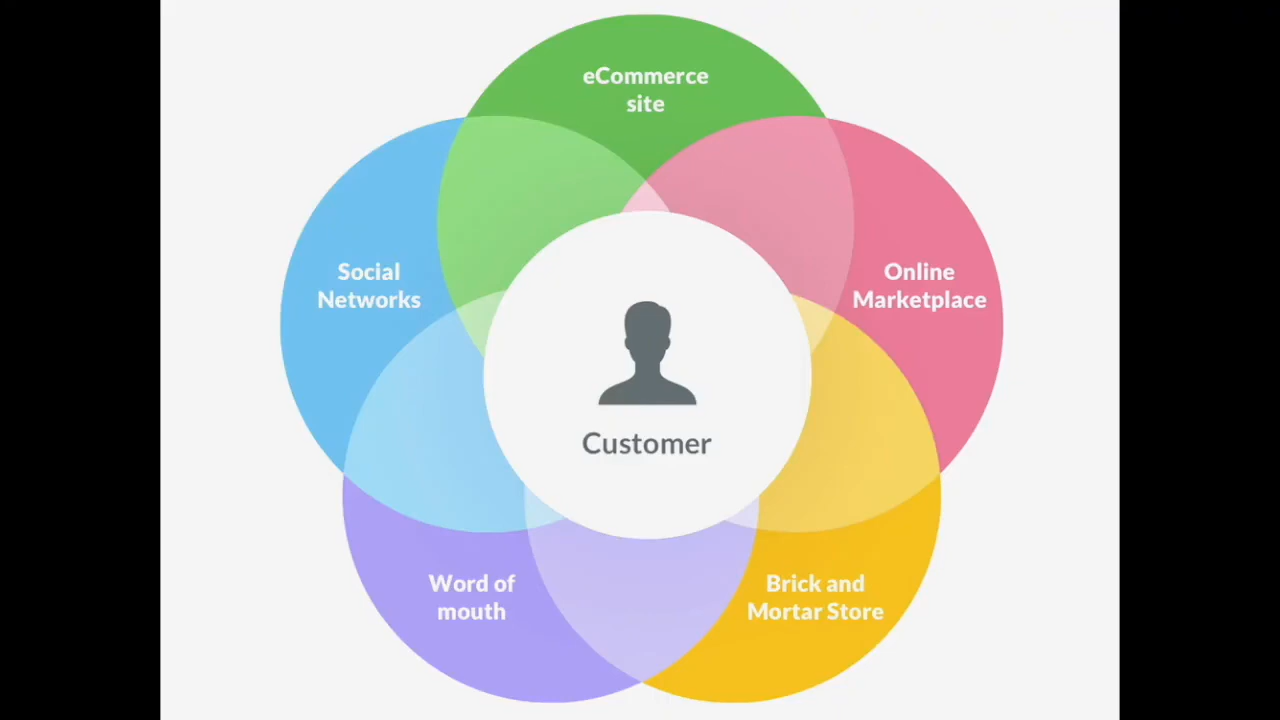 eCommerce
site
Social
Networks
Online
Marketplace
Customer
Word of
mouth
Brick and
Mortar Store